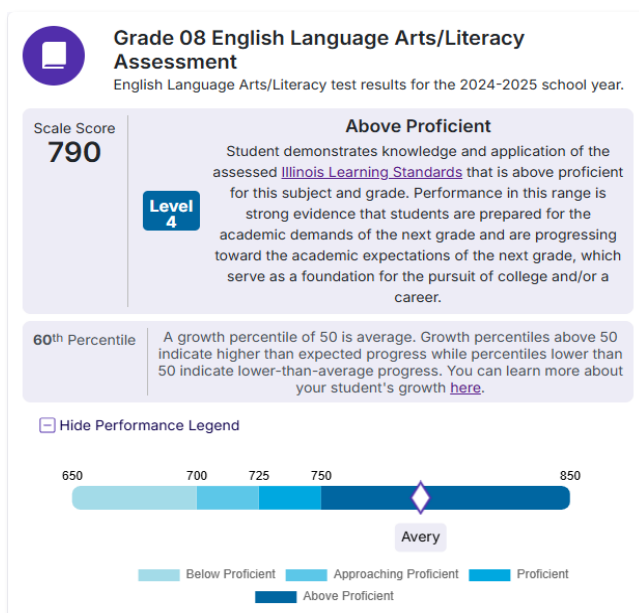 Grade 08 English Language Arts/Literacy
Assessment
English Language Arts/Literacy test results for the 2024-2025 school year.
Scale Score
790
Level
4
Above Proficient
Student demonstrates knowledge and application of the
assessed Illinois Learning Standards that is above proficient
for this subject and grade. Performance in this range is
strong evidence that students are prepared for the
academic demands of the next grade and are progressing
toward the academic expectations of the next grade, which
serve as a foundation for the pursuit of college and/or a
career.
60th Percentile
A growth percentile of 50 is average. Growth percentiles above 50
indicate higher than expected progress while percentiles lower than
50 indicate lower-than-average progress. You can learn more about
your student's growth here.
Hide Performance Legend
650 700 725 750 850
Avery
Below Proficient Approaching Proficient Proficient
Above Proficient